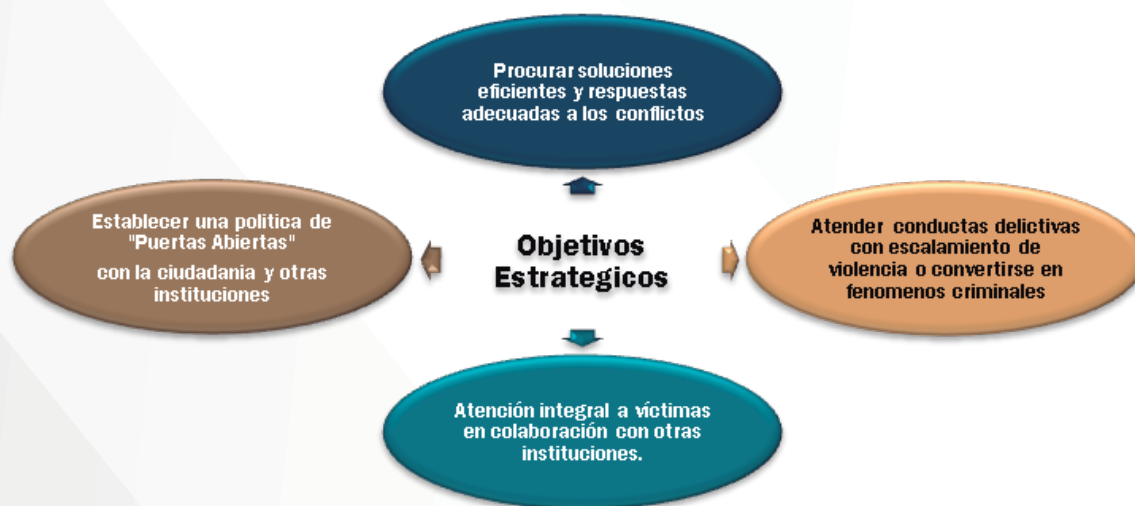 Procurar soluciones
eficientes y respuestas
adecuadas a los conflictos
Establecer una politica de
"Puertas Abiertas"
con la ciudadania y otras
instituciones
Objetivos
Estrategicos
Atender conductas delictivas
con escalamiento de
violencia o convertirse en
fenomenos criminales
Atención integral a víctimas
en colaboración con otras
instituciones.